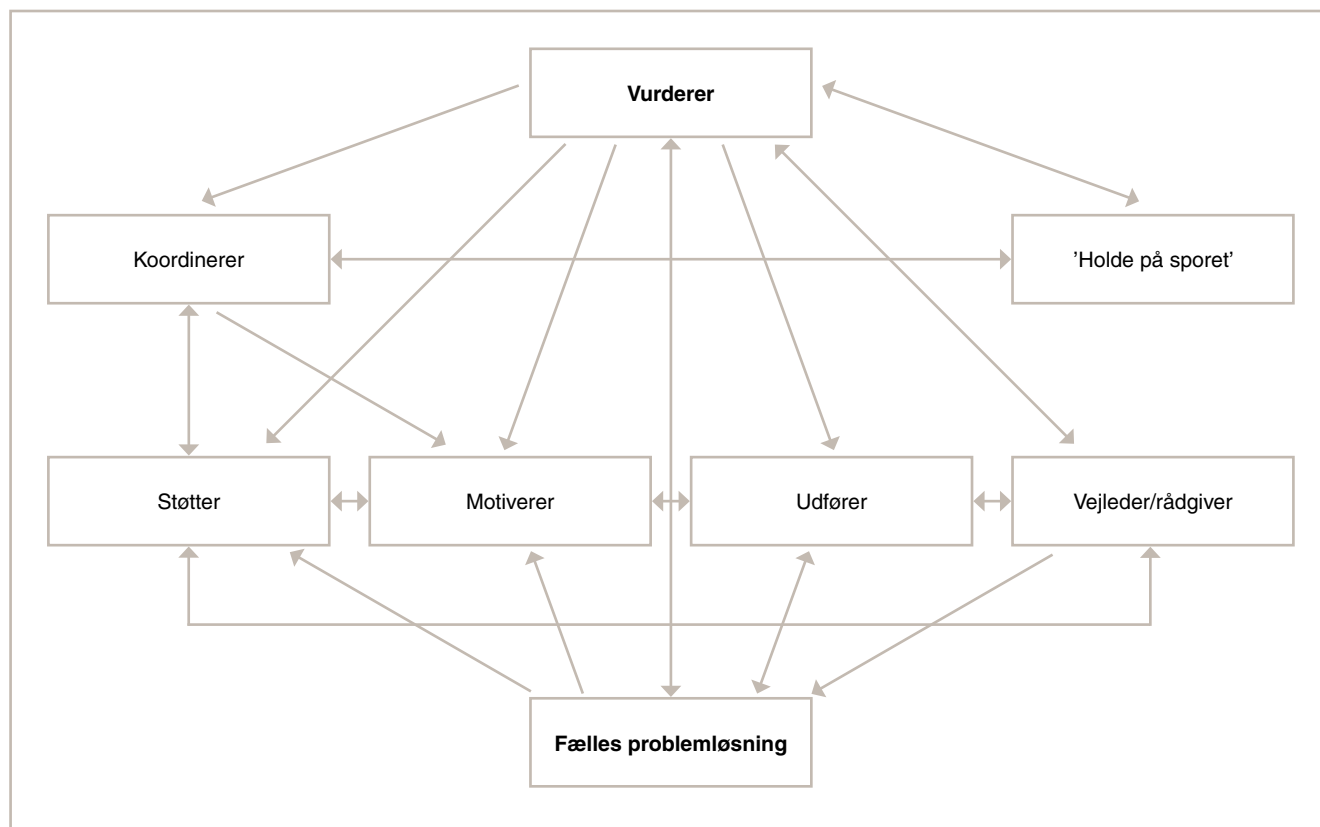 Vurderer
Koordinerer
’Holde på sporet’
Støtter
Motiverer
Udfører
Vejleder/rådgiver
Fælles problemløsning